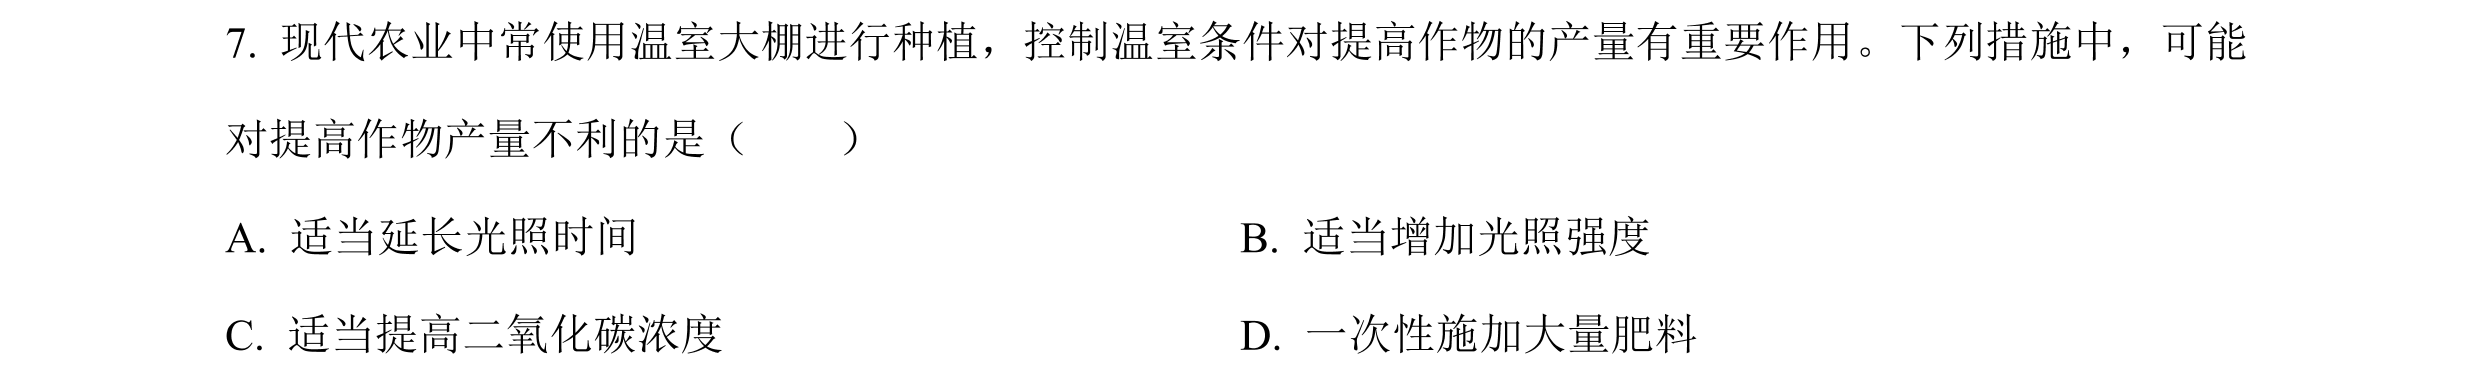 7. 现代农业中常使用温室大棚进行种植，控制温室条件对提高作物的产量有重要作用。下列措施中，可能
对提高作物产量不利的是（　　）
A. 适当延长光照时间　　B. 适当增加光照强度
C. 适当提高二氧化碳浓度　　D. 一次性施加大量肥料